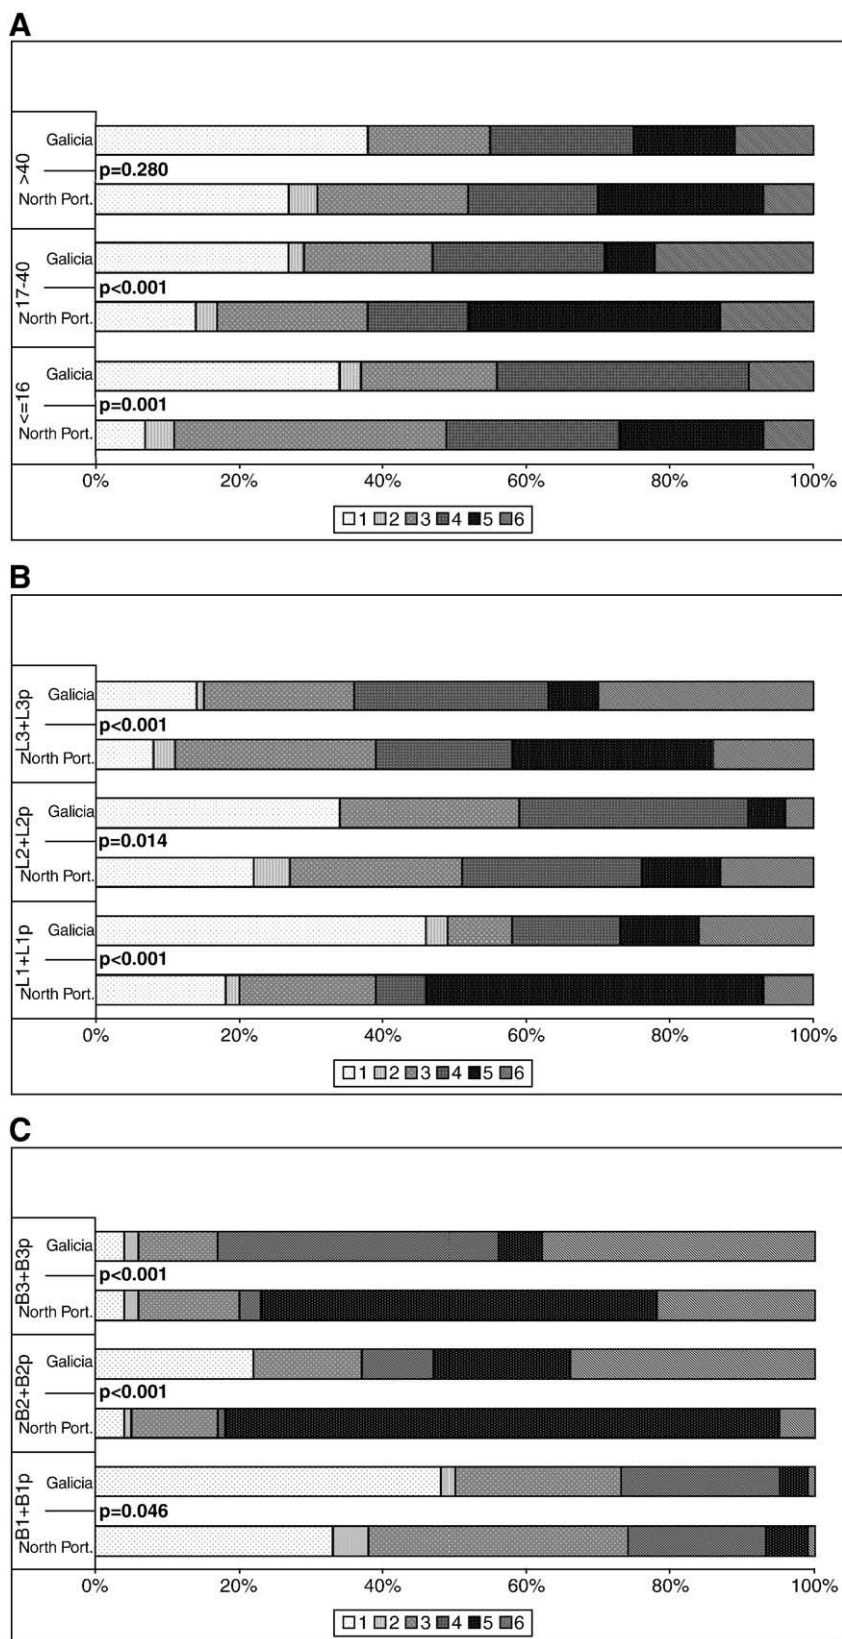 A
>40
Galicia
p=0.280
North Port.
17-40
Galicia
p<0.001
North Port.
<=16
Galicia
p=0.001
North Port.
0% 20% 40% 60% 80% 100%
1 2 3 4 5 6
B
L3+L3p
Galicia
p<0.001
North Port.
L2+L2p
Galicia
p=0.014
North Port.
L1+L1p
Galicia
p<0.001
North Port.
0% 20% 40% 60% 80% 100%
1 2 3 4 5 6
C
B3+B3p
Galicia
p<0.001
North Port.
B2+B2p
Galicia
p<0.001
North Port.
B1+B1p
Galicia
p=0.046
North Port.
0% 20% 40% 60% 80% 100%
1 2 3 4 5 6